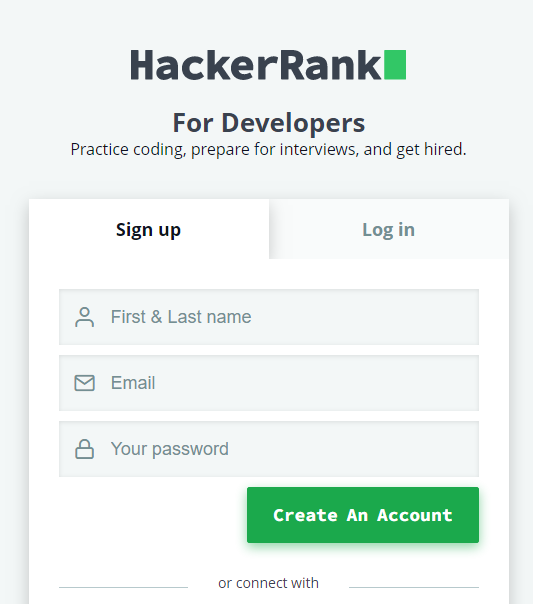 HackerRank
For Developers
Practice coding, prepare for interviews, and get hired.
Sign up
Log in
First & Last name
Email
Your password
Create An Account
or connect with